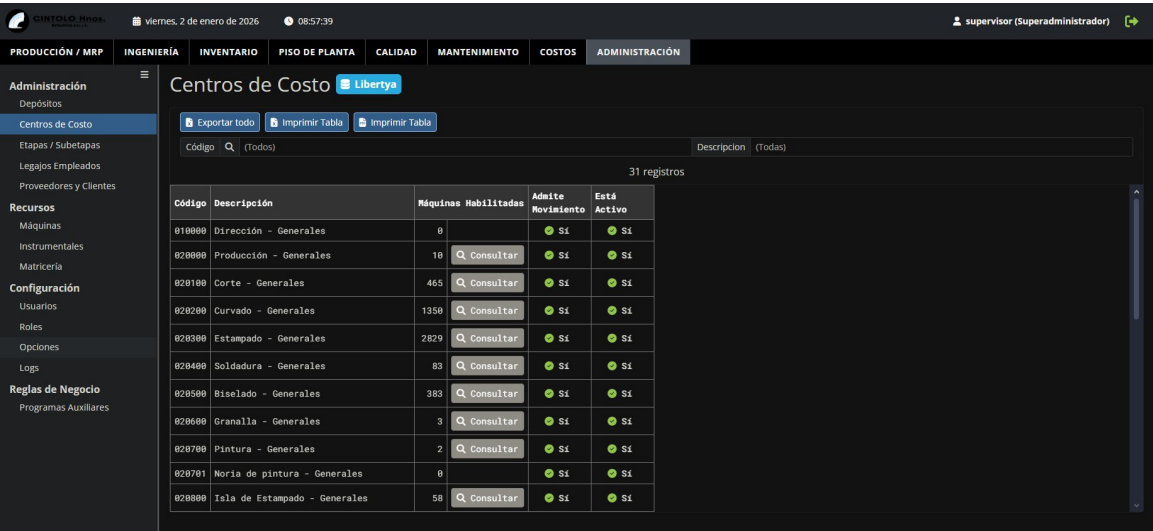 CINTOLO Hnos.
viernes, 2 de enero de 2026
08:57:39
supervisor (Superadministrador)
PRODUCCIÓN / MRP INGENIERÍA INVENTARIO PISO DE PLANTA CALIDAD MANTENIMIENTO COSTOS ADMINISTRACIÓN
Administración
Depósitos
Centros de Costo
Etapas / Subetapas
Legajos Empleados
Proveedores y Clientes
Recursos
Máquinas
Instrumentales
Matricería
Configuración
Usuarios
Roles
Opciones
Logs
Reglas de Negocio
Programas Auxiliares
Centros de Costo Libertya
Exportar todo Imprimir Tabla Imprimir Tabla
Código (Todos) Descripcion (Todas)
31 registros
Código Descripción Máquinas Habilitadas Admite Movimiento Está Activo
010000 Dirección - Generales 0 Sí Sí
020000 Producción - Generales 10 Consultar Sí Sí
020100 Corte - Generales 465 Consultar Sí Sí
020200 Curvado - Generales 1350 Consultar Sí Sí
020300 Estampado - Generales 2829 Consultar Sí Sí
020400 Soldadura - Generales 83 Consultar Sí Sí
020500 Biselado - Generales 383 Consultar Sí Sí
020600 Granalla - Generales 3 Consultar Sí Sí
020700 Pintura - Generales 2 Consultar Sí Sí
020701 Noria de pintura - Generales 0 Sí Sí
020800 Isla de Estampado - Generales 58 Consultar Sí Sí